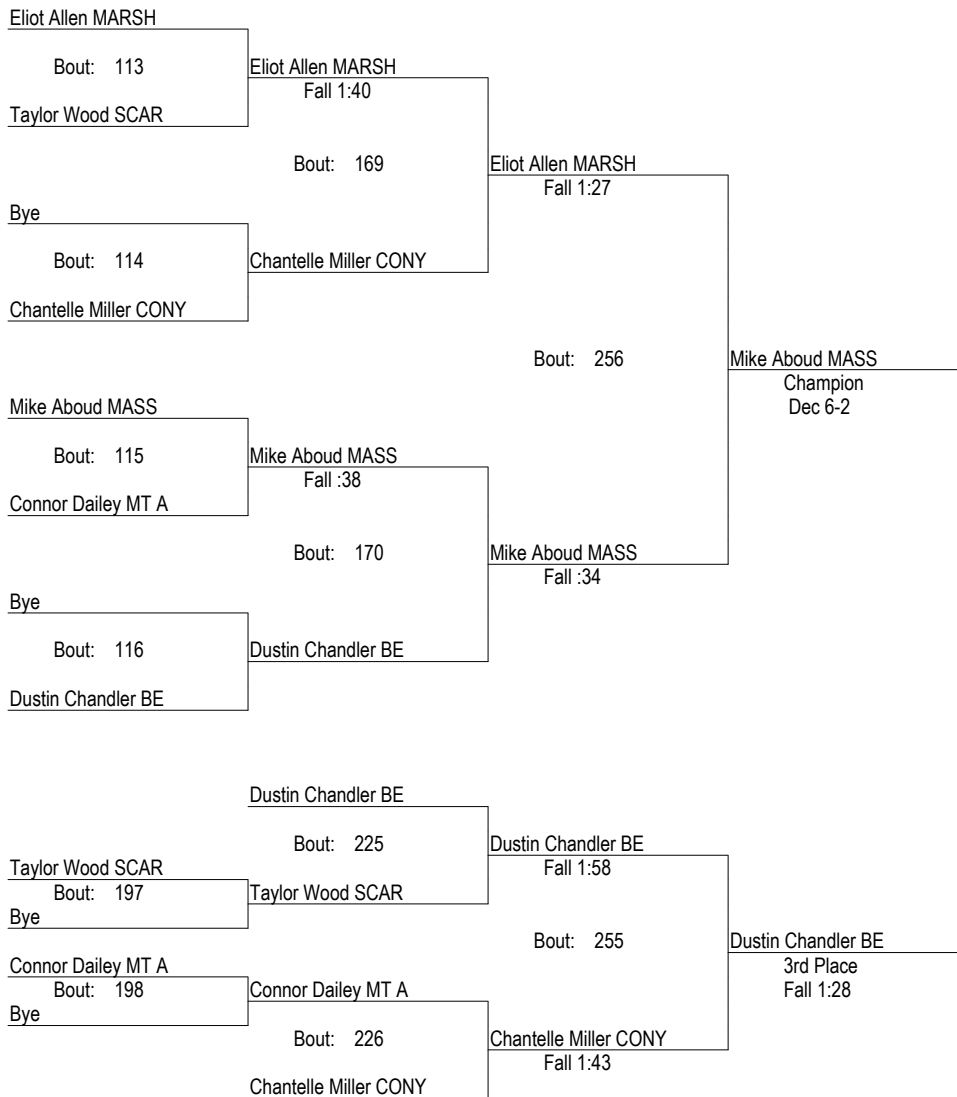 Eliot Allen MARSH
Bout: 113
Eliot Allen MARSH
Fall 1:40
Taylor Wood SCAR
Bout: 169
Eliot Allen MARSH
Fall 1:27
Bye
Bout: 114
Chantelle Miller CONY
Chantelle Miller CONY
Bout: 256
Mike Aboud MASS
Champion
Dec 6-2
Mike Aboud MASS
Bout: 115
Mike Aboud MASS
Fall :38
Connor Dailey MT A
Bout: 170
Mike Aboud MASS
Fall :34
Bye
Bout: 116
Dustin Chandler BE
Dustin Chandler BE
Dustin Chandler BE
Bout: 225
Dustin Chandler BE
Fall 1:58
Taylor Wood SCAR
Bout: 197
Taylor Wood SCAR
Bye
Bout: 255
Dustin Chandler BE
3rd Place
Fall 1:28
Connor Dailey MT A
Bout: 198
Connor Dailey MT A
Bye
Bout: 226
Chantelle Miller CONY
Fall 1:43
Chantelle Miller CONY